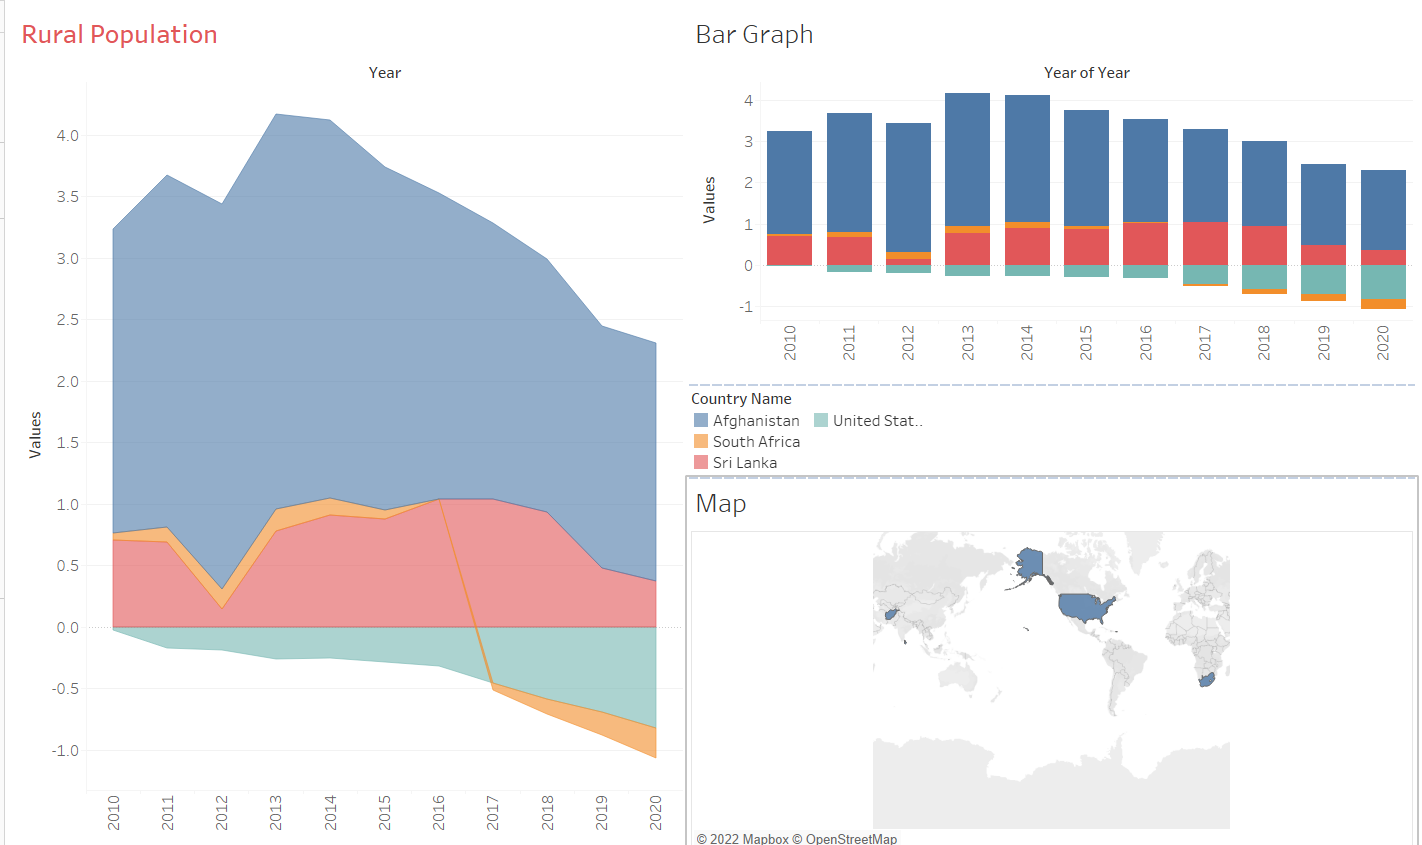 Rural Population
Year
Values
4.0
3.5
3.0
2.5
2.0
1.5
1.0
0.5
0.0
-0.5
-1.0
2010 2011 2012 2013 2014 2015 2016 2017 2018 2019 2020
Bar Graph
Year of Year
Values
4
3
2
1
0
-1
2010 2011 2012 2013 2014 2015 2016 2017 2018 2019 2020
Country Name
Afghanistan United Stat..
South Africa
Sri Lanka
Map
© 2022 Mapbox © OpenStreetMap